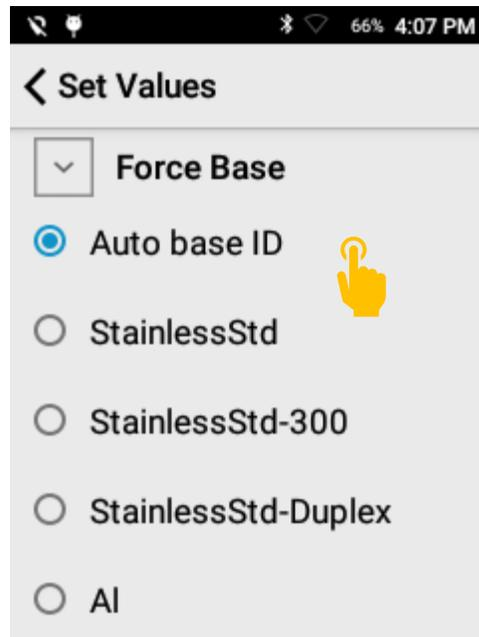 66% 4:07 PM
Set Values
Force Base
Auto base ID
StainlessStd
StainlessStd-300
StainlessStd-Duplex
Al